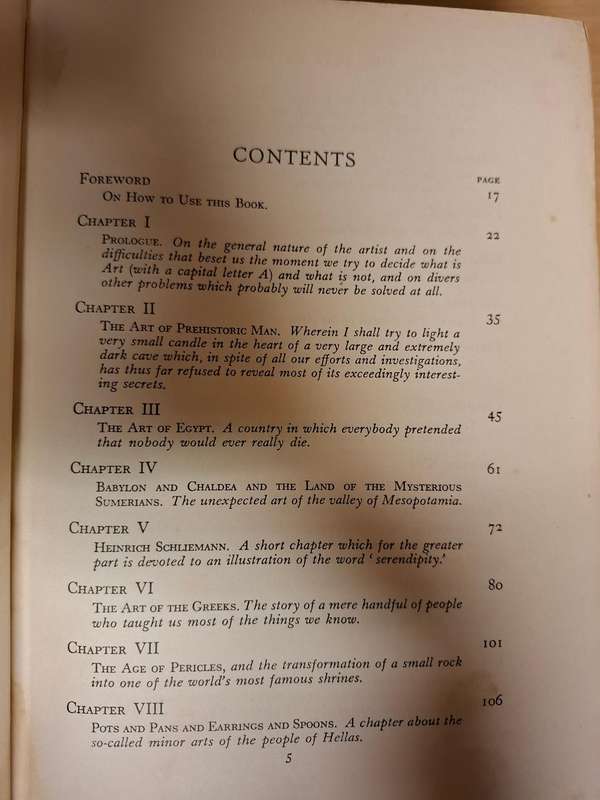 CONTENTS
FOREWORD PAGE
ON HOW TO USE THIS BOOK. 17
CHAPTER I 22
PROLOGUE. On the general nature of the artist and on the
difficulties that beset us the moment we try to decide what is
Art (with a capital letter A) and what is not, and on divers
other problems which probably will never be solved at all.
CHAPTER II 35
THE ART OF PREHISTORIC MAN. Wherein I shall try to light a
very small candle in the heart of a very large and extremely
dark cave which, in spite of all our efforts and investigations,
has thus far refused to reveal most of its exceedingly interest-
ing secrets.
CHAPTER III 45
THE ART OF EGYPT. A country in which everybody pretended
that nobody would ever really die.
CHAPTER IV 61
BABYLON AND CHALDEA AND THE LAND OF THE MYSTERIOUS
SUMERIANS. The unexpected art of the valley of Mesopotamia.
CHAPTER V 72
HEINRICH SCHLIEMANN. A short chapter which for the greater
part is devoted to an illustration of the word ‘serendipity.’
CHAPTER VI 80
THE ART OF THE GREEKS. The story of a mere handful of people
who taught us most of the things we know.
CHAPTER VII 101
THE AGE OF PERICLES, and the transformation of a small rock
into one of the world's most famous shrines.
CHAPTER VIII 106
POTS AND PANS AND EARRINGS AND SPOONS. A chapter about the
so-called minor arts of the people of Hellas.
5